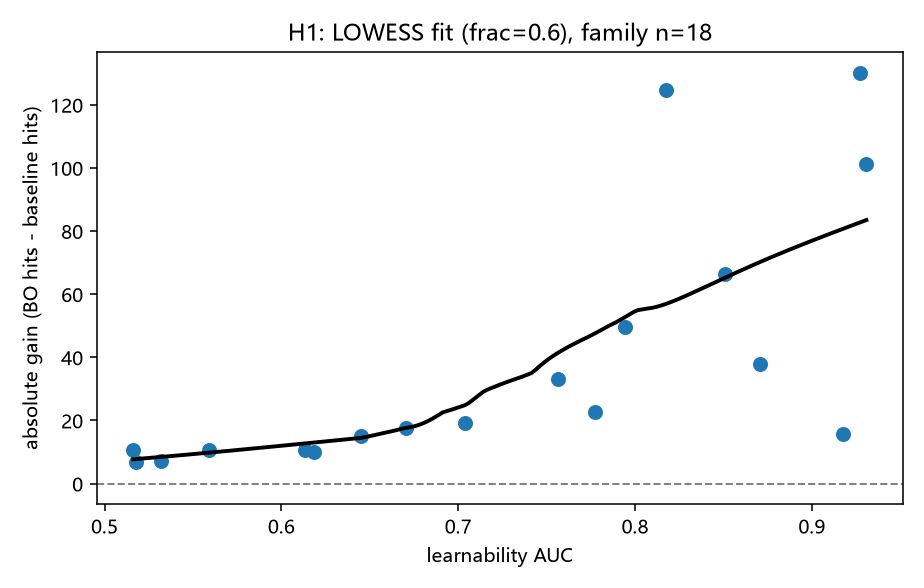 H1: LOWESS fit (frac=0.6), family n=18
absolute gain (BO hits - baseline hits)
120
100
80
60
40
20
0
0.5 0.6 0.7 0.8 0.9
learnability AUC